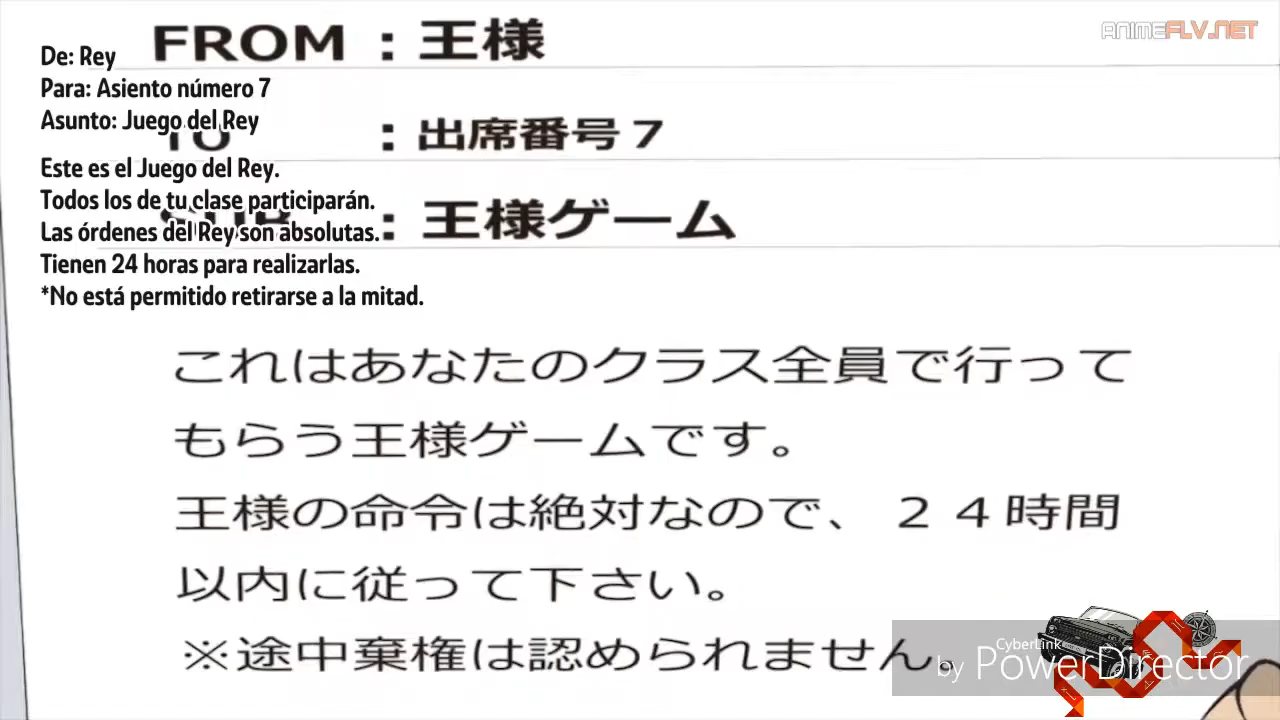 ANIMEFLV.NET
De: Rey
Para: Asiento número 7
Asunto: Juego del Rey
Este es el Juego del Rey.
Todos los de tu clase participarán.
Las órdenes del Rey son absolutas.
Tienen 24 horas para realizarlas.
*No está permitido retirarse a la mitad.
FROM : 王様
TO : 出席番号７
SUB : 王様ゲーム
これはあなたのクラス全員で行って
もらう王様ゲームです。
王様の命令は絶対なので、２４時間
以内に従って下さい。
※途中棄権は認められません。
CyberLink
by PowerDirector